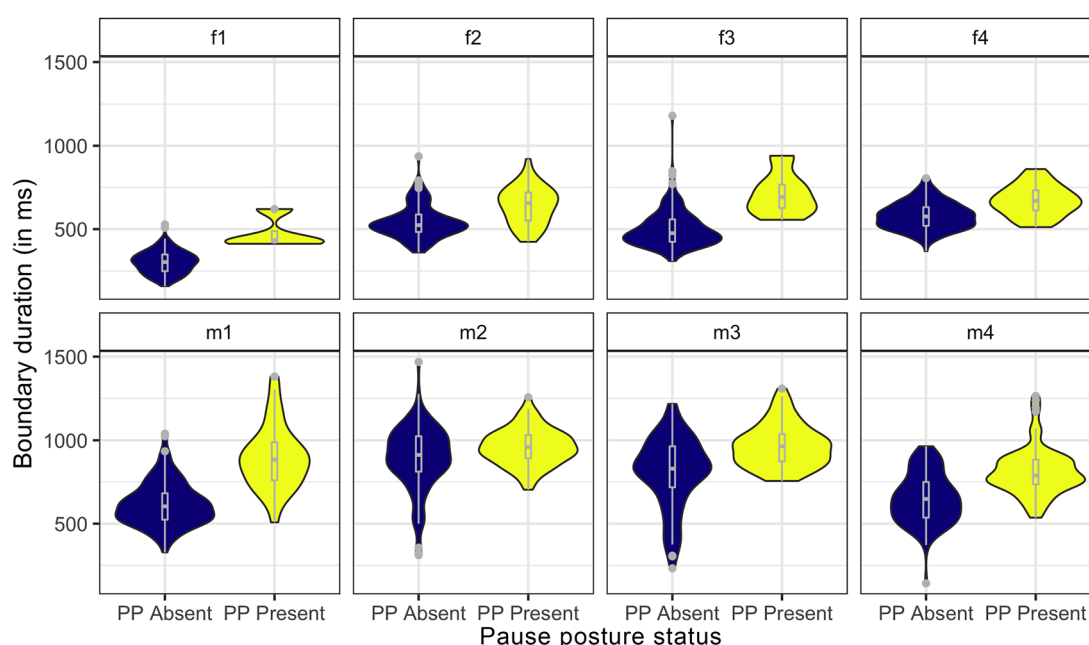 f1 f2 f3 f4
1500
1000
500
m1 m2 m3 m4
1500
1000
500
Boundary duration (in ms)
PP Absent PP Present PP Absent PP Present PP Absent PP Present PP Absent PP Present
Pause posture status